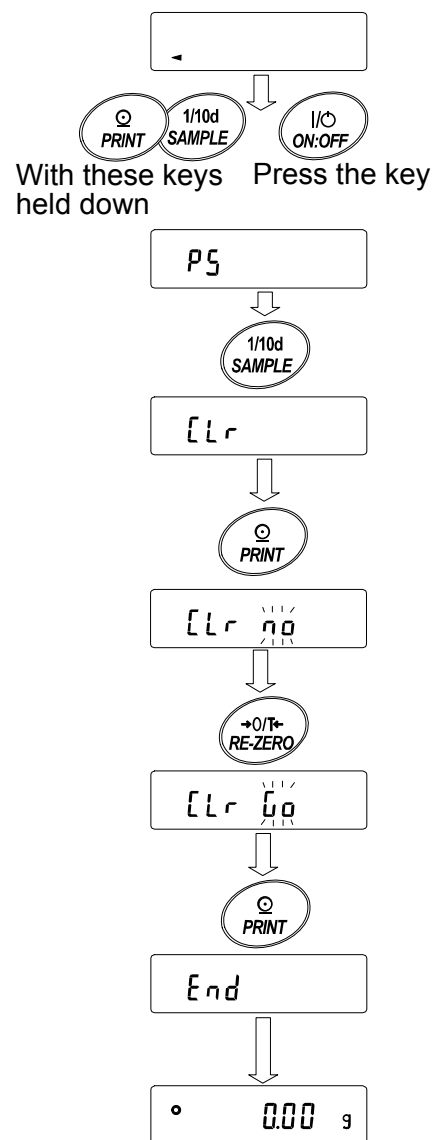 PRINT
1/10d
SAMPLE
I/
ON:OFF
With these keys
held down
Press the key
PS
1/10d
SAMPLE
CLr
PRINT
CLr no
→0/T←
RE-ZERO
CLr Go
PRINT
End
0.00 g